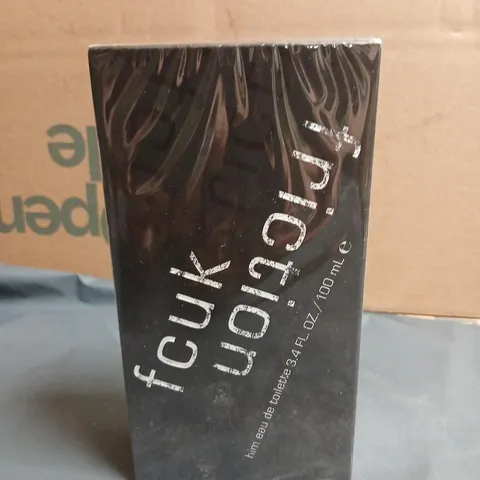 fcuk
friction
him eau de toilette 3.4 FL. OZ. / 100 mL ℮